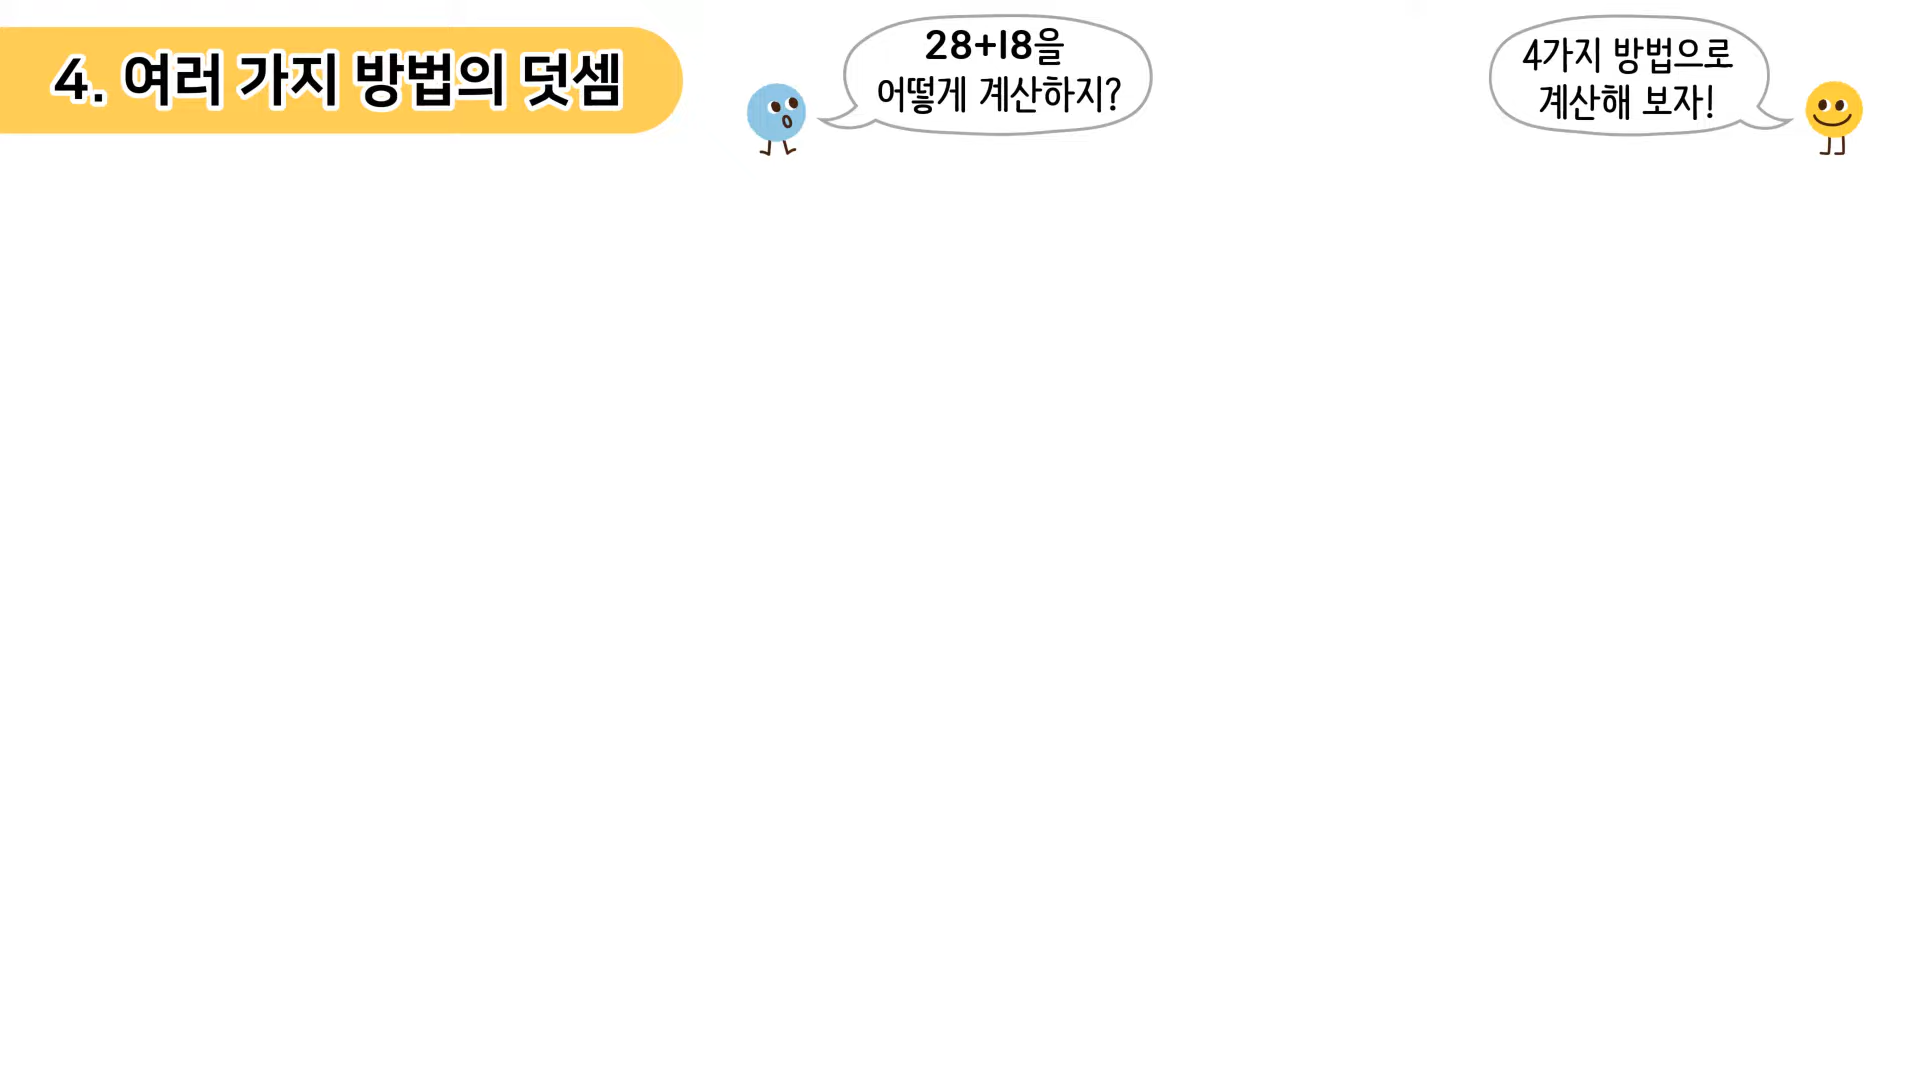 4. 여러 가지 방법의 덧셈
28+18을
어떻게 계산하지?
4가지 방법으로
계산해 보자!